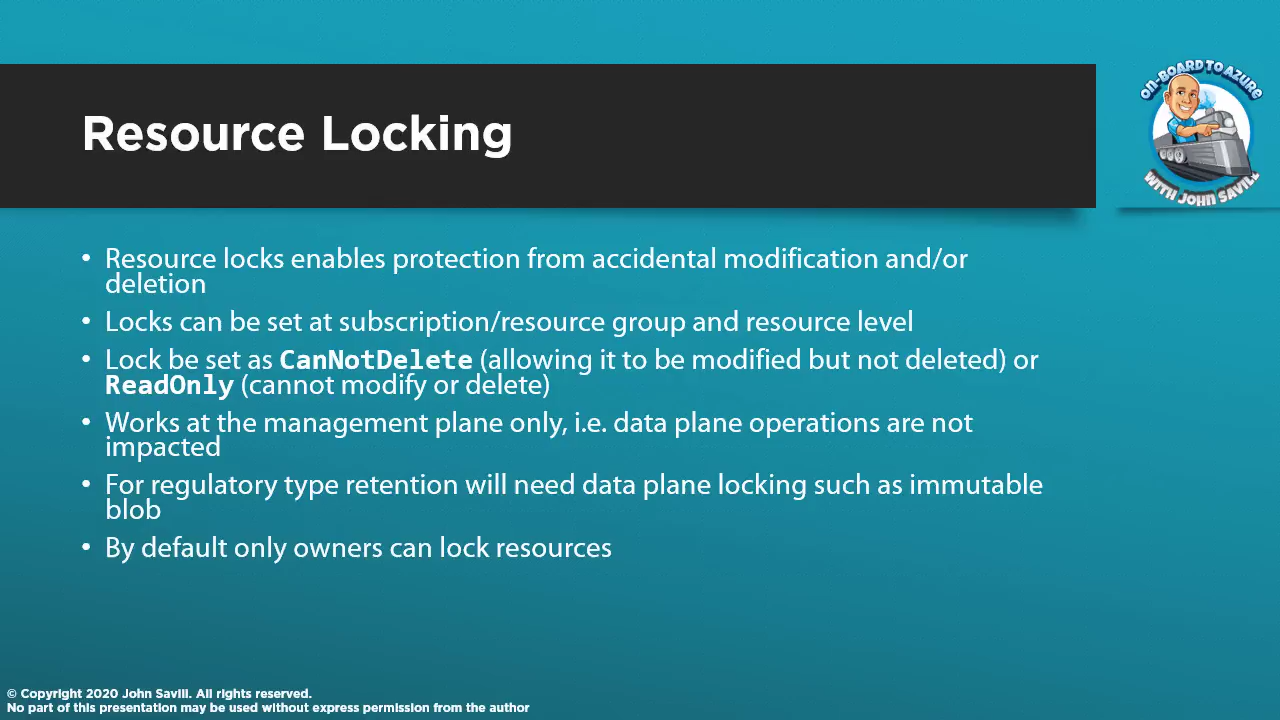 ON-BOARD TO AZURE
WITH JOHN SAVILL
Resource Locking
• Resource locks enables protection from accidental modification and/or
deletion
• Locks can be set at subscription/resource group and resource level
• Lock be set as CanNotDelete (allowing it to be modified but not deleted) or
ReadOnly (cannot modify or delete)
• Works at the management plane only, i.e. data plane operations are not
impacted
• For regulatory type retention will need data plane locking such as immutable
blob
• By default only owners can lock resources
© Copyright 2020 John Savill. All rights reserved.
No part of this presentation may be used without express permission from the author